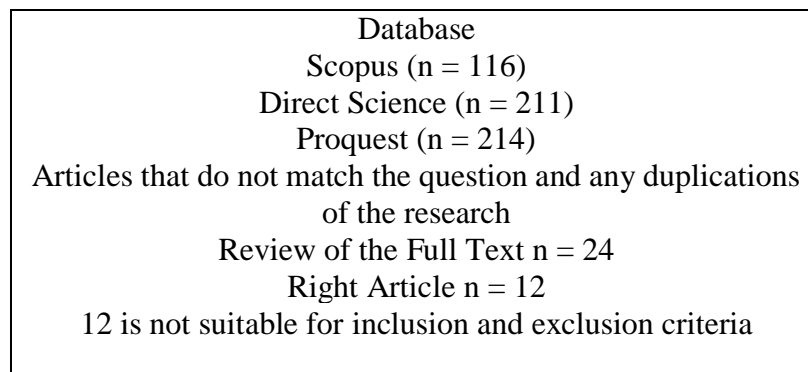 Database
Scopus (n = 116)
Direct Science (n = 211)
Proquest (n = 214)
Articles that do not match the question and any duplications
of the research
Review of the Full Text n = 24
Right Article n = 12
12 is not suitable for inclusion and exclusion criteria